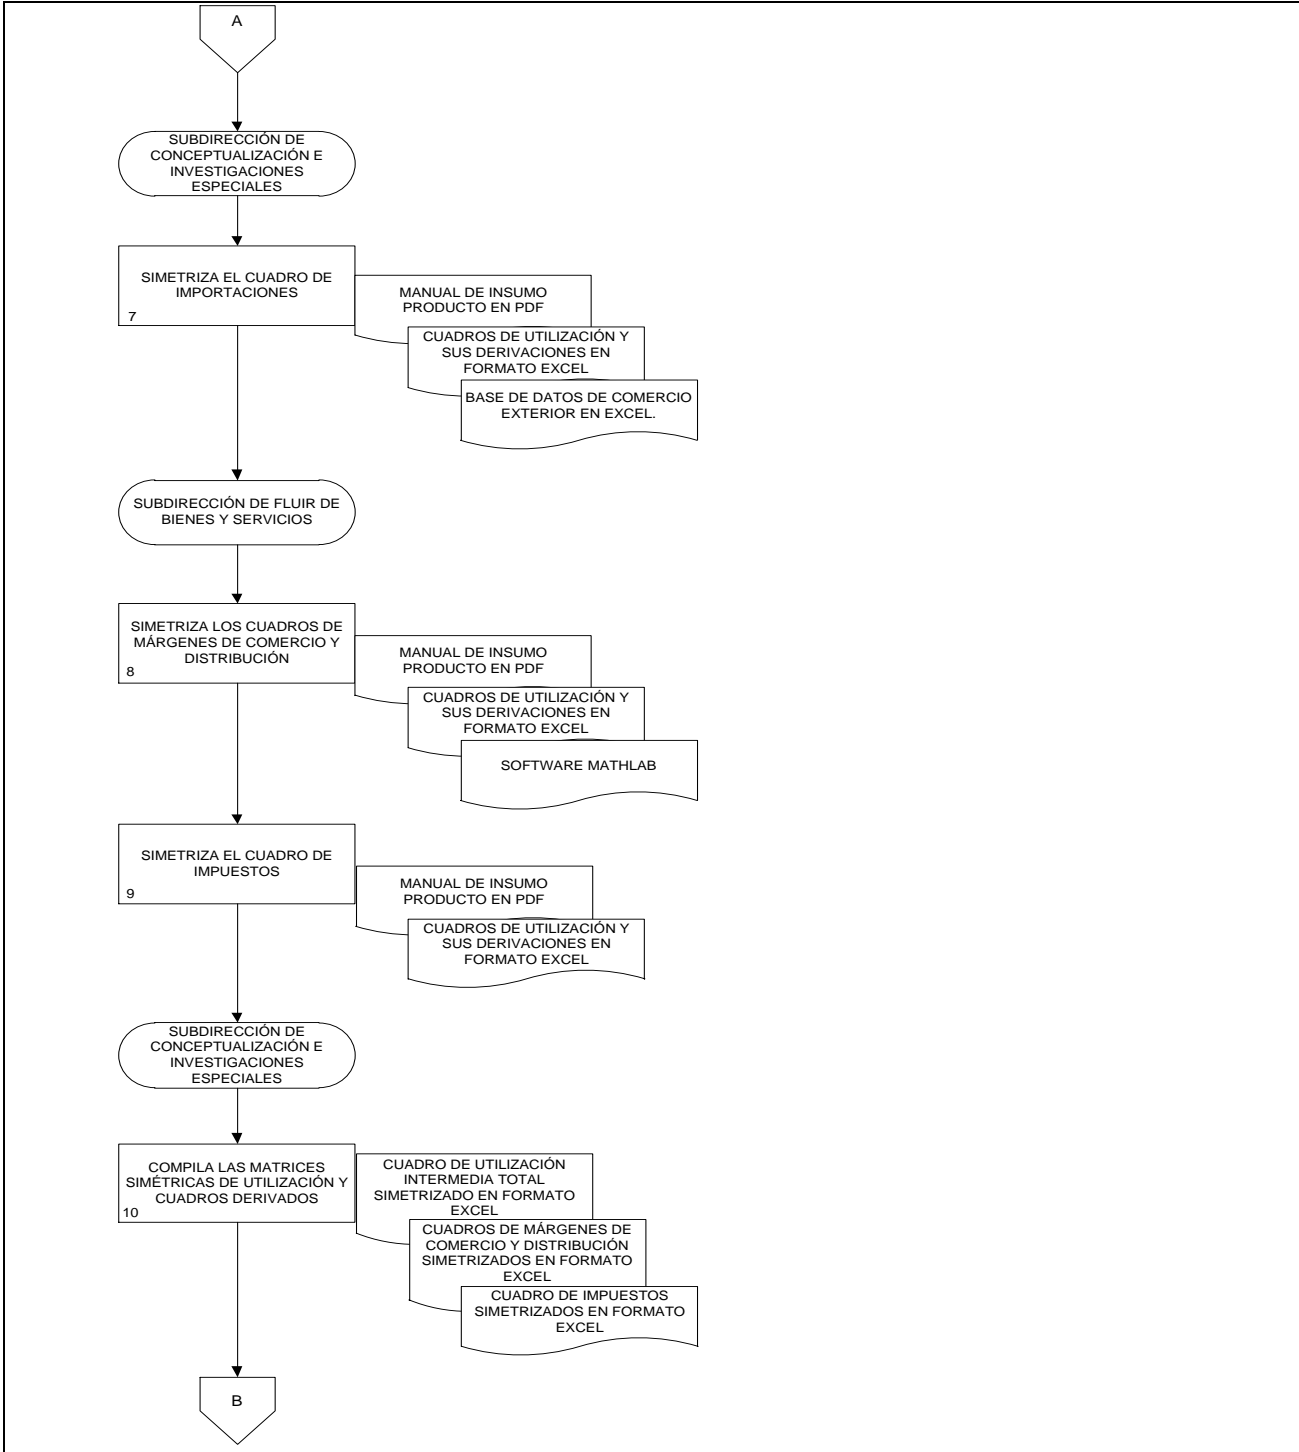 A
SUBDIRECCIÓN DE
CONCEPTUALIZACIÓN E
INVESTIGACIONES
ESPECIALES
SIMETRIZA EL CUADRO DE
IMPORTACIONES
7
MANUAL DE INSUMO
PRODUCTO EN PDF
CUADROS DE UTILIZACIÓN Y
SUS DERIVACIONES EN
FORMATO EXCEL
BASE DE DATOS DE COMERCIO
EXTERIOR EN EXCEL.
SUBDIRECCIÓN DE FLUIR DE
BIENES Y SERVICIOS
SIMETRIZA LOS CUADROS DE
MÁRGENES DE COMERCIO Y
DISTRIBUCIÓN
8
MANUAL DE INSUMO
PRODUCTO EN PDF
CUADROS DE UTILIZACIÓN Y
SUS DERIVACIONES EN
FORMATO EXCEL
SOFTWARE MATHLAB
SIMETRIZA EL CUADRO DE
IMPUESTOS
9
MANUAL DE INSUMO
PRODUCTO EN PDF
CUADROS DE UTILIZACIÓN Y
SUS DERIVACIONES EN
FORMATO EXCEL
SUBDIRECCIÓN DE
CONCEPTUALIZACIÓN E
INVESTIGACIONES
ESPECIALES
COMPILA LAS MATRICES
SIMÉTRICAS DE UTILIZACIÓN Y
CUADROS DERIVADOS
10
CUADRO DE UTILIZACIÓN
INTERMEDIA TOTAL
SIMETRIZADO EN FORMATO
EXCEL
CUADROS DE MÁRGENES DE
COMERCIO Y DISTRIBUCIÓN
SIMETRIZADOS EN FORMATO
EXCEL
CUADRO DE IMPUESTOS
SIMETRIZADOS EN FORMATO
EXCEL
B